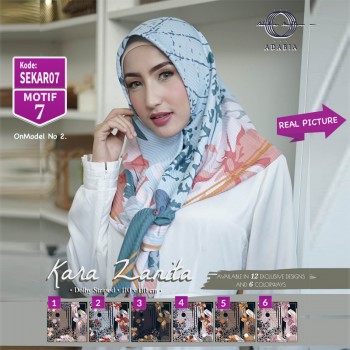 Kode:
SEKAR07
MOTIF
7
OnModel No 2.
ADABIA
REAL PICTURE
Kara Zanita
AVAILABLE IN 12 EXCLUSIVE DESIGNS
AND 6 COLORWAYS
1 2 3 4 5 6